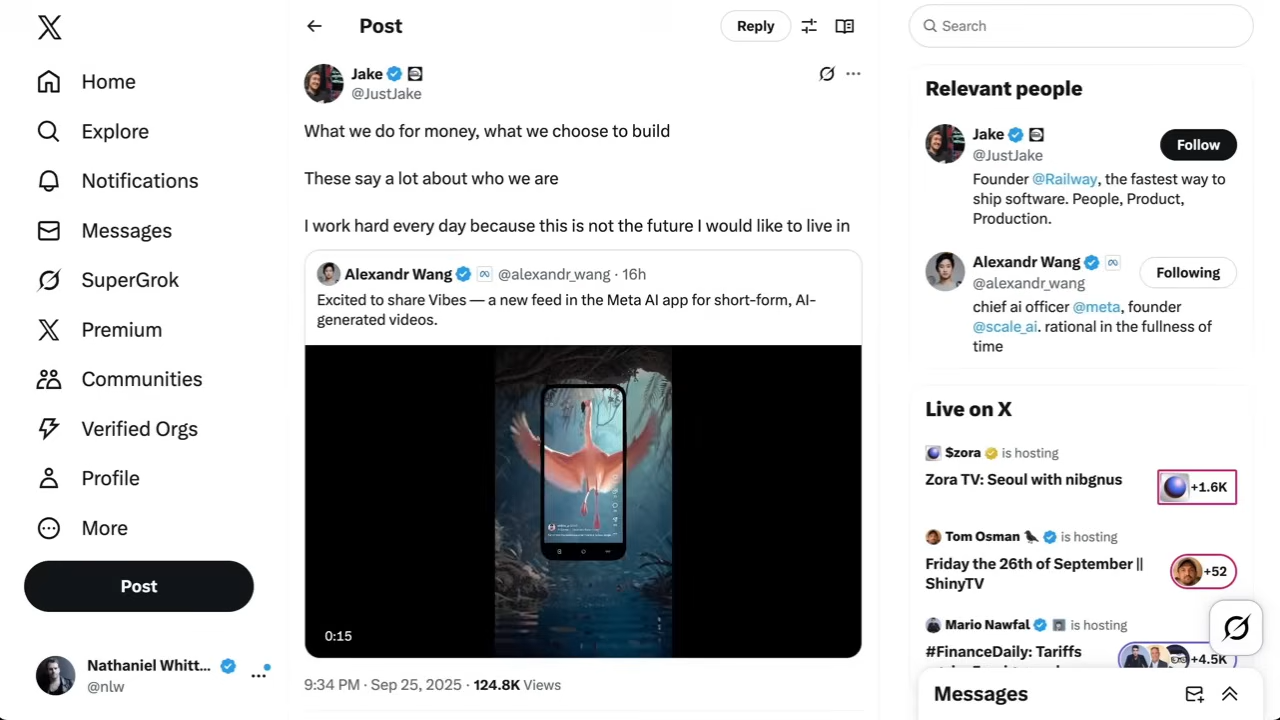 Home
Explore
Notifications
Messages
SuperGrok
Premium
Communities
Verified Orgs
Profile
More
Post
Nathaniel Whitt...
@nlw
Post
Reply
Jake
@JustJake
What we do for money, what we choose to build
These say a lot about who we are
I work hard every day because this is not the future I would like to live in
Alexandr Wang @alexandr_wang · 16h
Excited to share Vibes — a new feed in the Meta AI app for short-form, AI-
generated videos.
0:15
9:34 PM · Sep 25, 2025 · 124.8K Views
Search
Relevant people
Jake
@JustJake
Follow
Founder @Railway, the fastest way to
ship software. People, Product,
Production.
Alexandr Wang
@alexandr_wang
Following
chief ai officer @meta, founder
@scale_ai. rational in the fullness of
time
Live on X
$zora is hosting
Zora TV: Seoul with nibgnus
+1.6K
Tom Osman is hosting
Friday the 26th of September ||
ShinyTV
+52
Mario Nawfal is hosting
#FinanceDaily: Tariffs
+4.5K
Messages